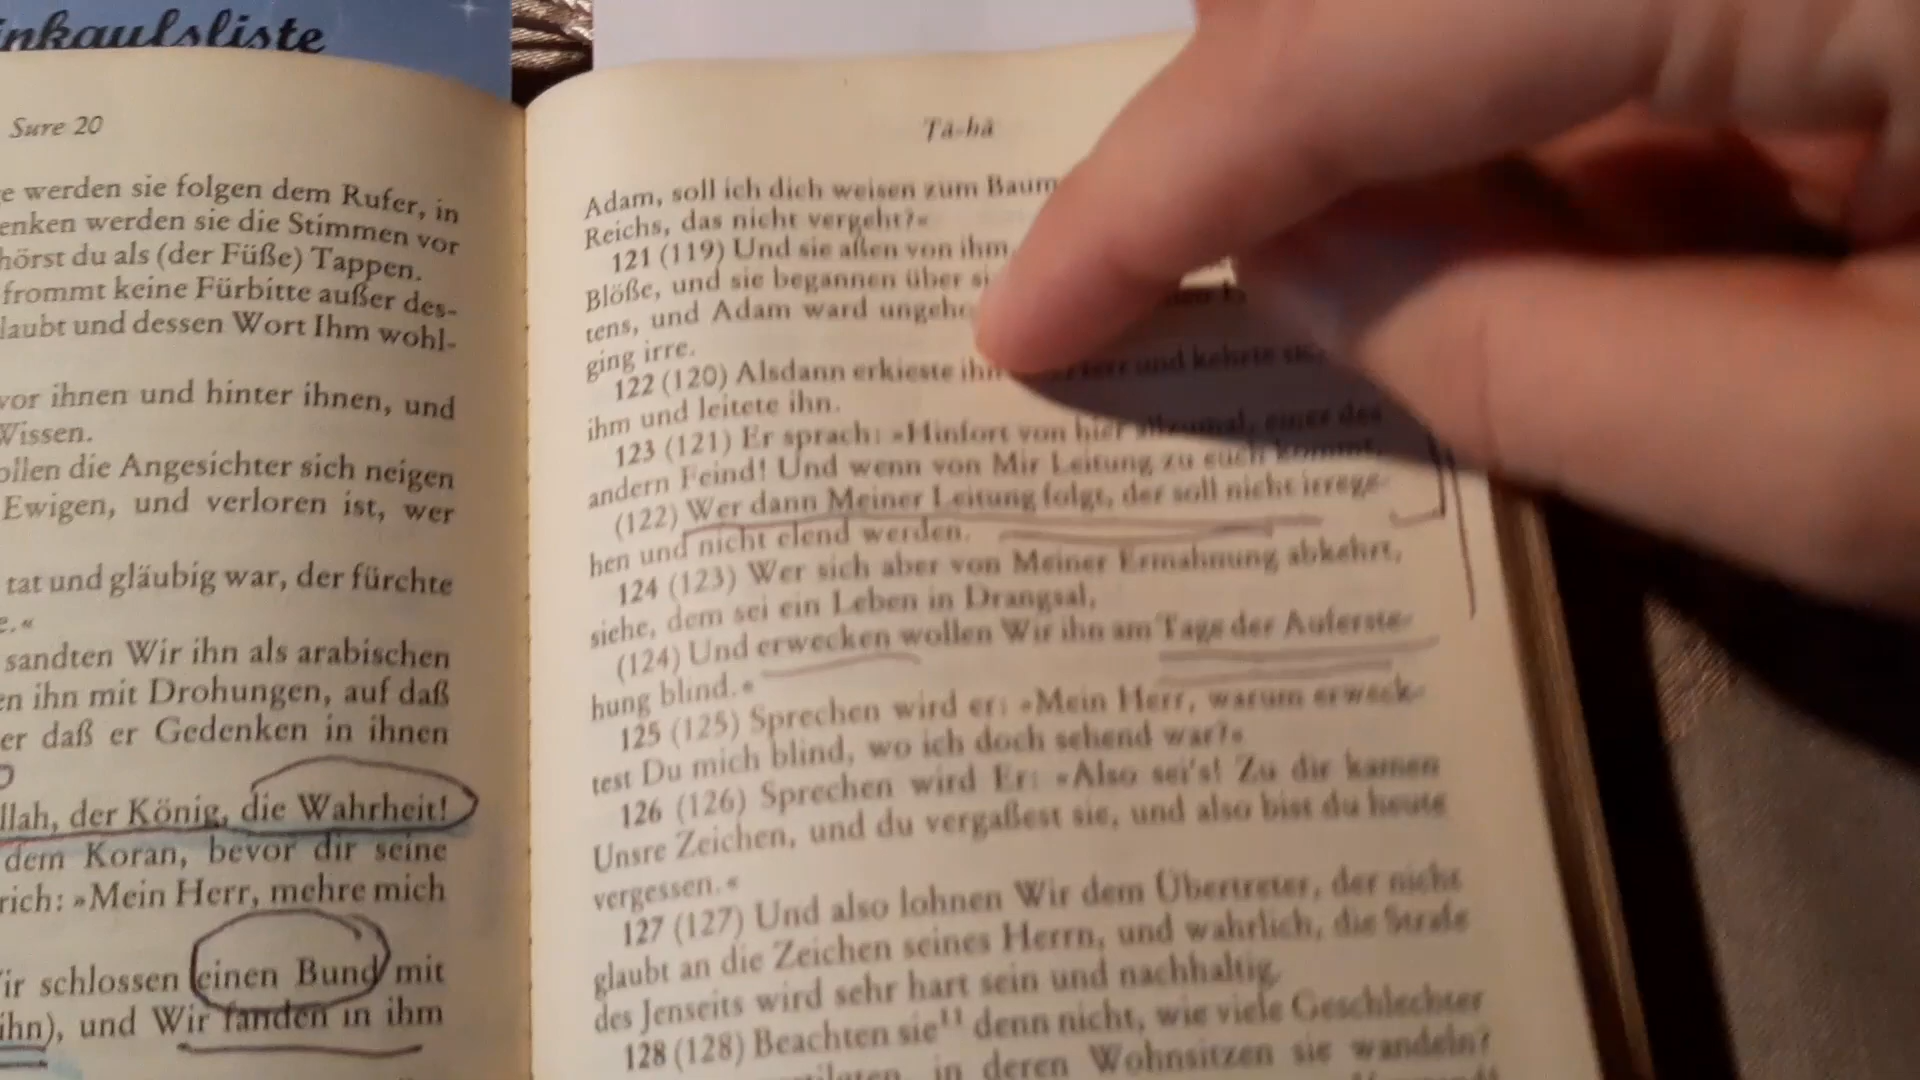 inkaufsliste
Sure 20
e werden sie folgen dem Rufer, in
enken werden sie die Stimmen vor
hörst du als (der Füße) Tappen.
frommt keine Fürbitte außer des-
laubt und dessen Wort Ihm wohl-
vor ihnen und hinter ihnen, und
Wissen.
ollen die Angesichter sich neigen
Ewigen, und verloren ist, wer
tat und gläubig war, der fürchte
e.«
sandten Wir ihn als arabischen
en ihn mit Drohungen, auf daß
er daß er Gedenken in ihnen
llah, der König, die Wahrheit!
dem Koran, bevor dir seine
rich: »Mein Herr, mehre mich
ir schlossen einen Bund mit
ihn), und Wir fanden in ihm
Tā-hā
Adam, soll ich dich weisen zum Baum
Reichs, das nicht vergeht?«
121 (119) Und sie aßen von ihm,
Blöße, und sie begannen über
tens, und Adam ward
ging irre.
122 (120) Alsdann erkieste und kehrte
ihm und leitete ihn.
123 (121) Er sprach: »Hinfort von hier allzumal, einer des
andern Feind! Und wenn von Mir Leitung zu euch kommt,
(122) Wer dann Meiner Leitung folgt, der soll nicht irrege-
hen und nicht elend werden.
124 (123) Wer sich aber von Meiner Ermahnung abkehrt,
siehe, dem sei ein Leben in Drangsal,
(124) Und erwecken wollen Wir ihn am Tage der Auferste-
hung blind.«
125 (125) Sprechen wird er: »Mein Herr, warum erweck-
test Du mich blind, wo ich doch sehend war?«
126 (126) Sprechen wird Er: »Also sei's! Zu dir kamen
Unsre Zeichen, und du vergaßest sie, und also bist du heute
vergessen.«
127 (127) Und also lohnen Wir dem Übertreter, der nicht
glaubt an die Zeichen seines Herrn, und wahrlich, die Strafe
des Jenseits wird sehr hart sein und nachhaltig.
128 (128) Beachten sie¹¹ denn nicht, wie viele Geschlechter
in deren Wohnsitzen sie wandeln?